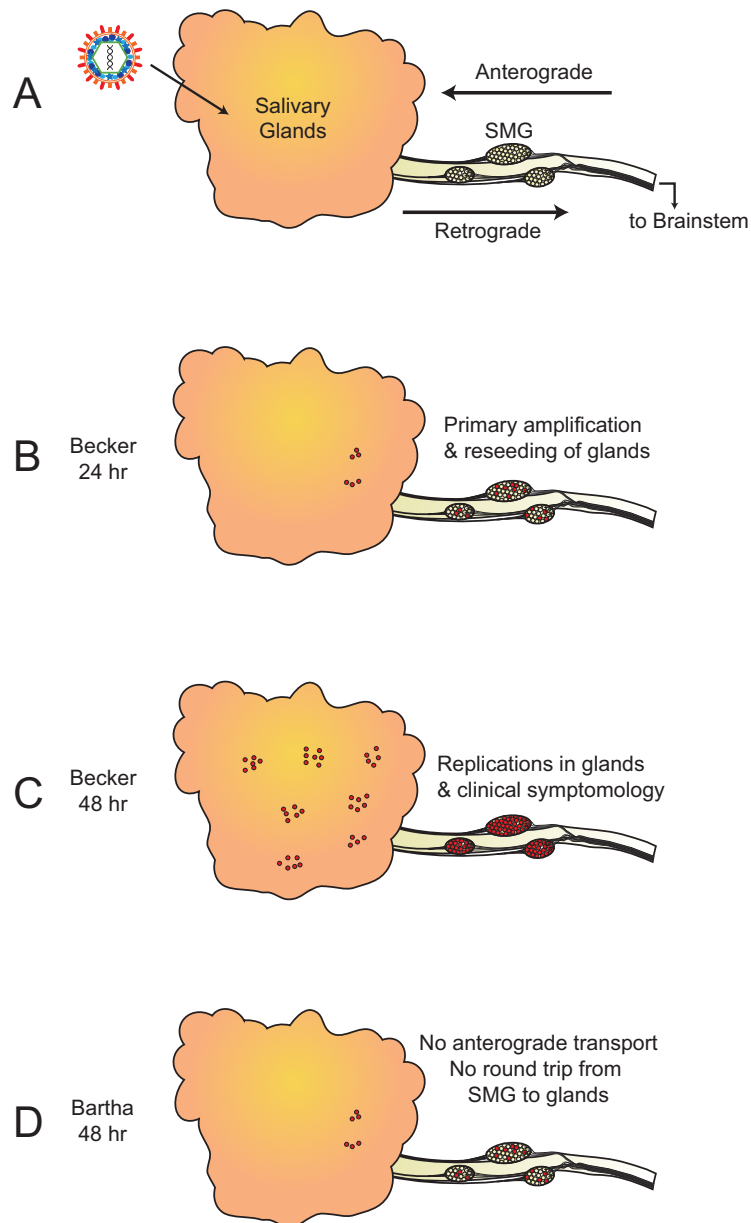 A
Salivary
Glands
Anterograde
SMG
Retrograde
to Brainstem
B
Becker
24 hr
Primary amplification
& reseeding of glands
C
Becker
48 hr
Replications in glands
& clinical symptomology
D
Bartha
48 hr
No anterograde transport
No round trip from
SMG to glands